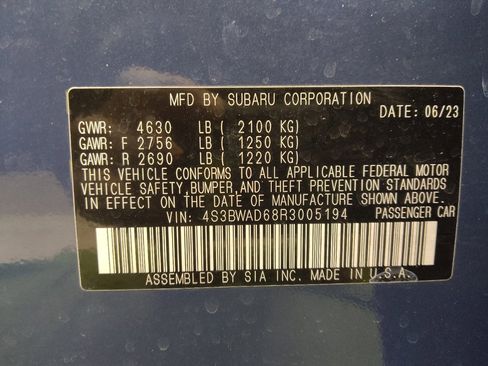 MFD BY SUBARU CORPORATION
DATE: 06/23
GVWR: 4630 LB ( 2100 KG)
GAWR: F 2756 LB ( 1250 KG)
GAWR: R 2690 LB ( 1220 KG)
THIS VEHICLE CONFORMS TO ALL APPLICABLE FEDERAL MOTOR
VEHICLE SAFETY, BUMPER, AND THEFT PREVENTION STANDARDS
IN EFFECT ON THE DATE OF MANUFACTURE SHOWN ABOVE.
VIN: 4S3BWAD68R3005194 PASSENGER CAR
ASSEMBLED BY SIA INC. MADE IN U.S.A.